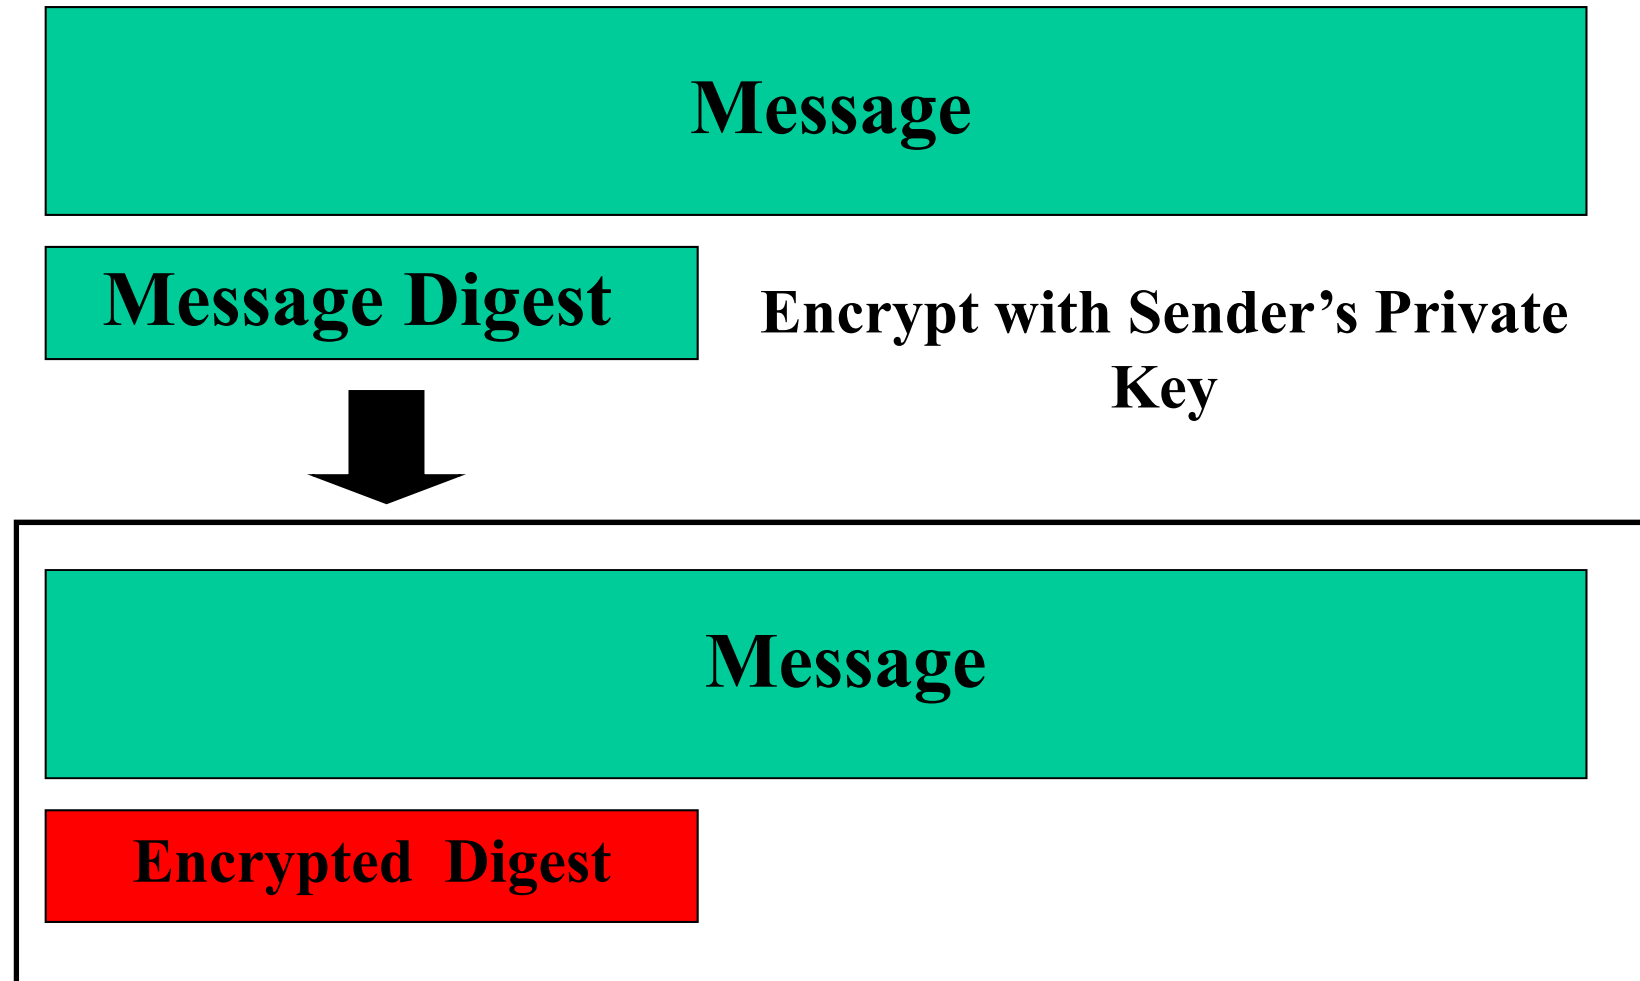 Message
Message Digest
Encrypt with Sender’s Private
Key
Message
Encrypted  Digest